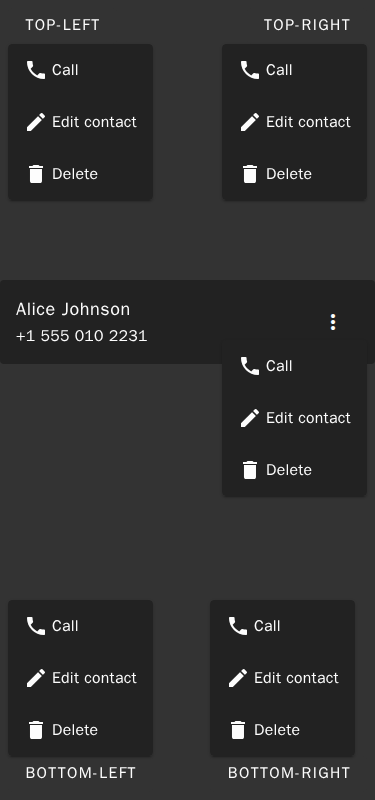 TOP-LEFT
TOP-RIGHT
Call
Edit contact
Delete
Call
Edit contact
Delete
Alice Johnson
+1 555 010 2231
Call
Edit contact
Delete
Call
Edit contact
Delete
BOTTOM-LEFT
Call
Edit contact
Delete
BOTTOM-RIGHT